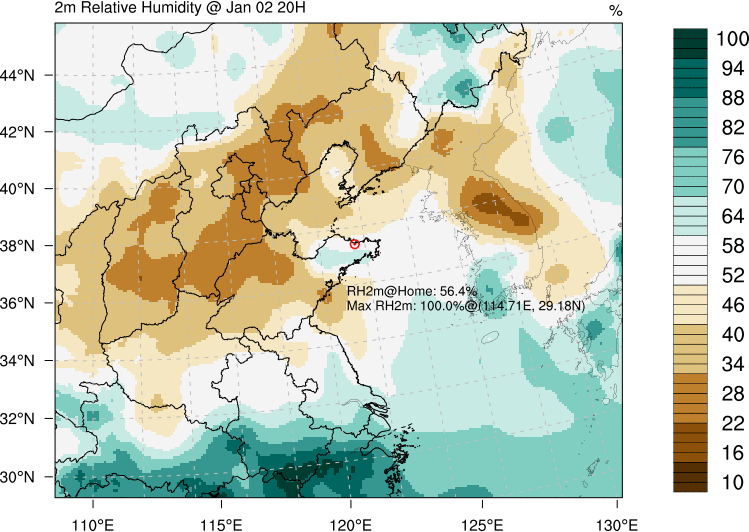 2m Relative Humidity @ Jan 02 20H
%
44°N
42°N
40°N
38°N
36°N
34°N
32°N
30°N
RH2m@Home: 56.4%
Max RH2m: 100.0%@(114.71E, 29.18N)
110°E 115°E 120°E 125°E 130°E
100
94
88
82
76
70
64
58
52
46
40
34
28
22
16
10